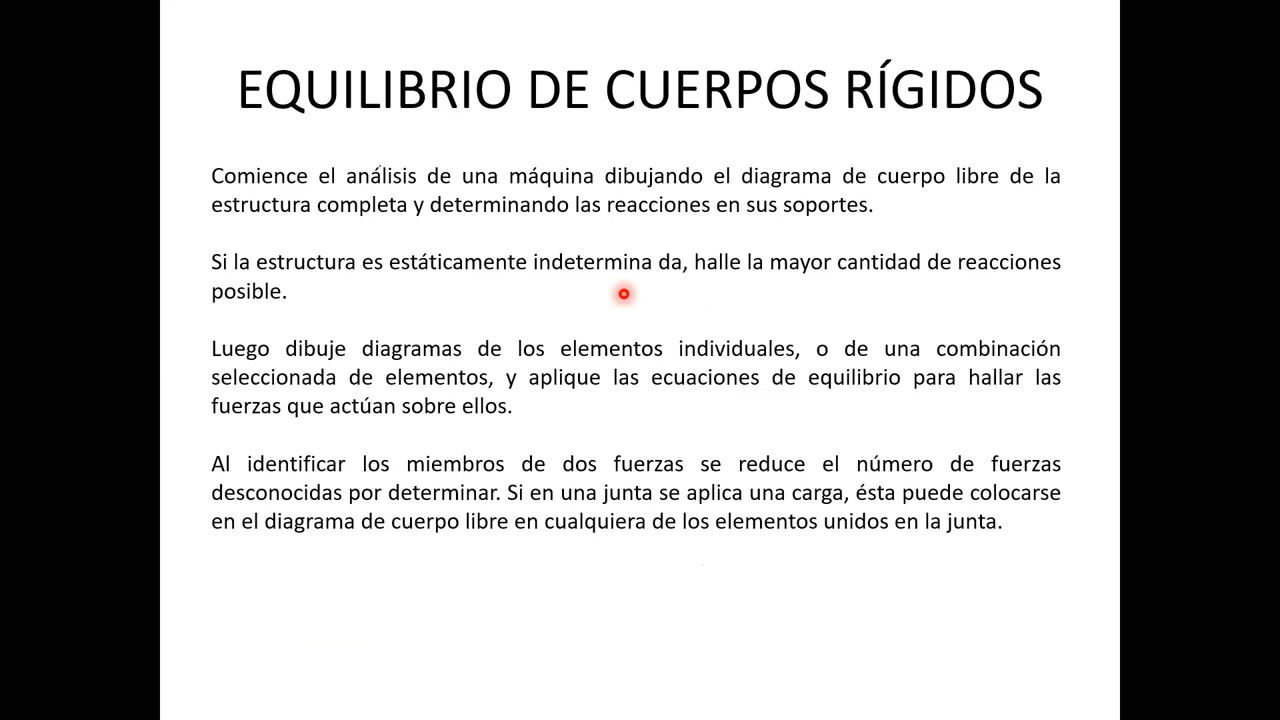 EQUILIBRIO DE CUERPOS RÍGIDOS
Comience el análisis de una máquina dibujando el diagrama de cuerpo libre de la
estructura completa y determinando las reacciones en sus soportes.
Si la estructura es estáticamente indetermina da, halle la mayor cantidad de reacciones
posible.
Luego dibuje diagramas de los elementos individuales, o de una combinación
seleccionada de elementos, y aplique las ecuaciones de equilibrio para hallar las
fuerzas que actúan sobre ellos.
Al identificar los miembros de dos fuerzas se reduce el número de fuerzas
desconocidas por determinar. Si en una junta se aplica una carga, ésta puede colocarse
en el diagrama de cuerpo libre en cualquiera de los elementos unidos en la junta.